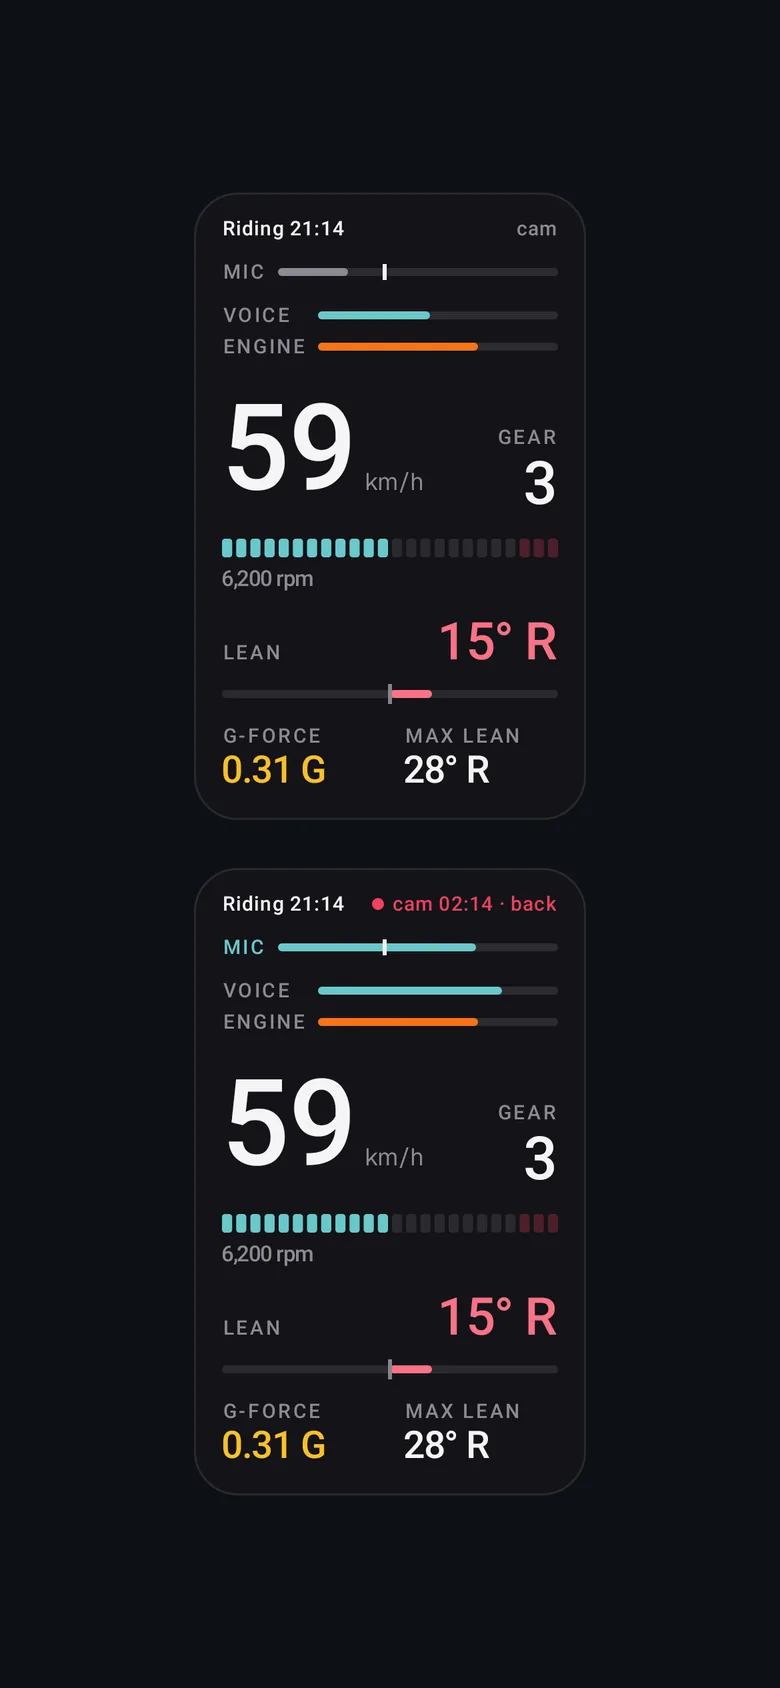 Riding 21:14 cam
MIC
VOICE
ENGINE
59 km/h
GEAR
3
6,200 rpm
LEAN 15° R
G-FORCE MAX LEAN
0.31 G 28° R
Riding 21:14 cam 02:14 · back
MIC
VOICE
ENGINE
59 km/h
GEAR
3
6,200 rpm
LEAN 15° R
G-FORCE MAX LEAN
0.31 G 28° R